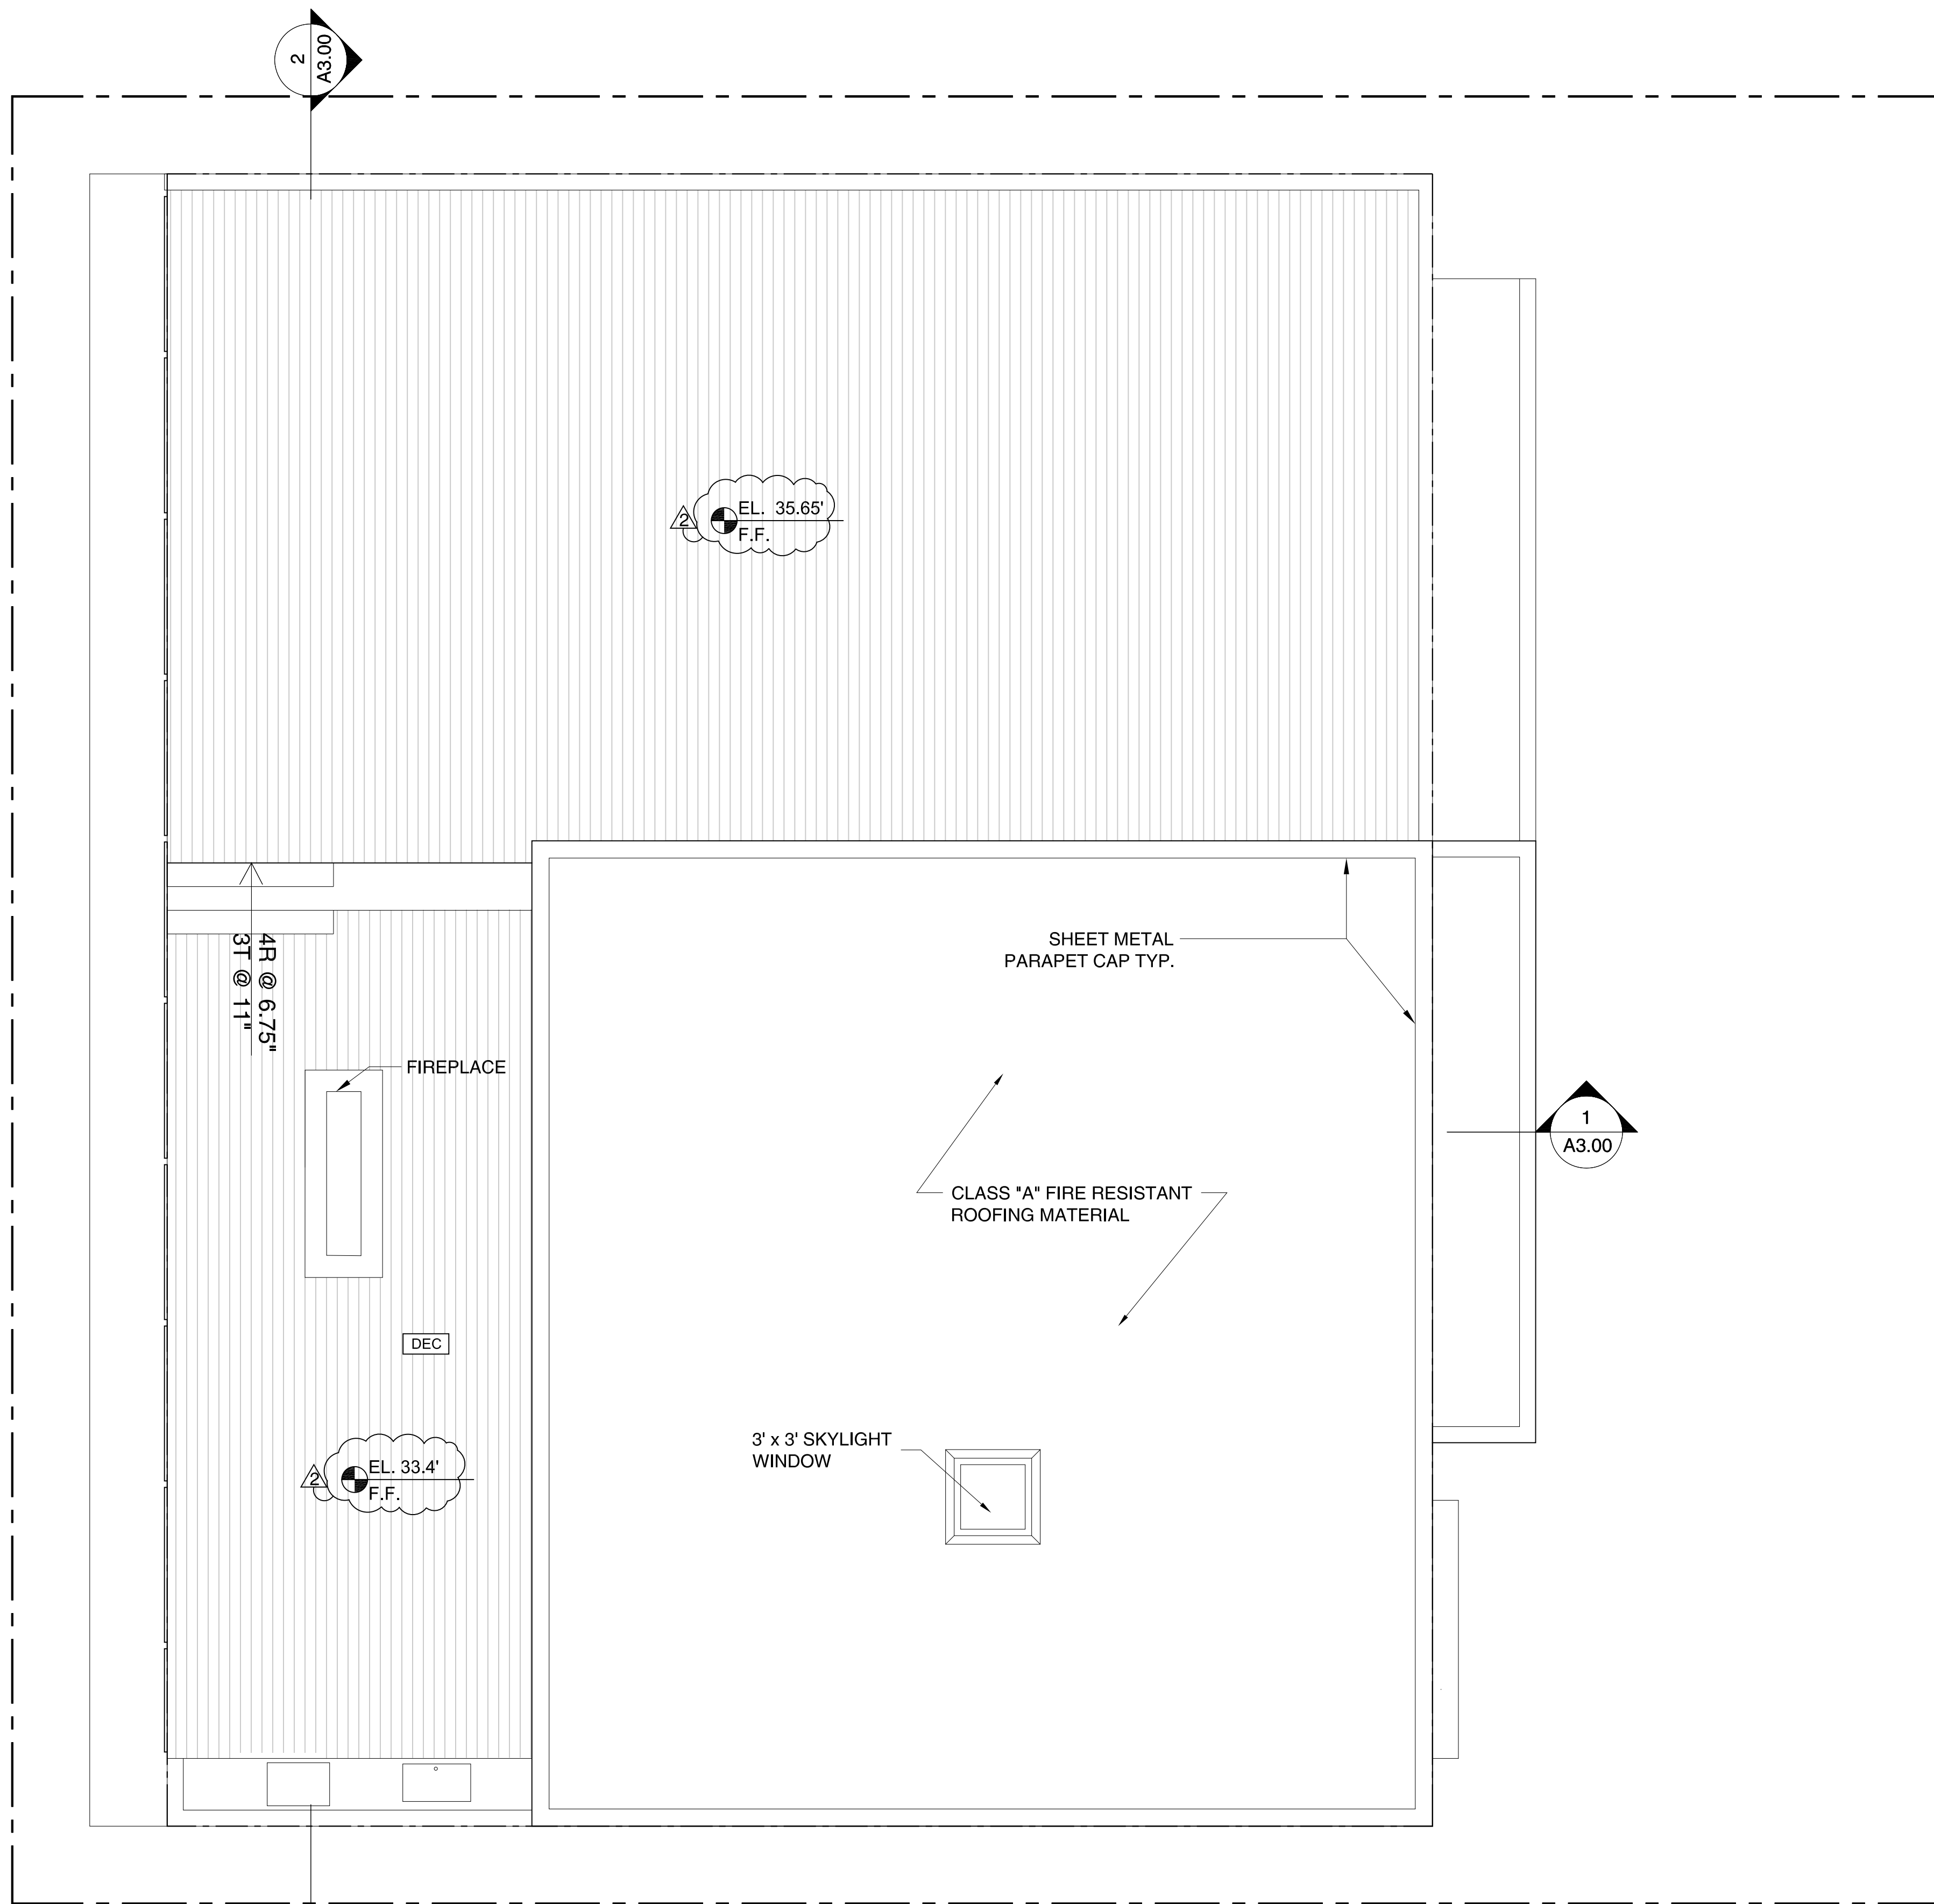 2
A3.00
2
EL. 35.65'
F.F.
SHEET METAL
PARAPET CAP TYP.
4R @ 6.75"
3T @ 11"
FIREPLACE
1
A3.00
CLASS "A" FIRE RESISTANT
ROOFING MATERIAL
DEC
3' x 3' SKYLIGHT
WINDOW
2
EL. 33.4'
F.F.